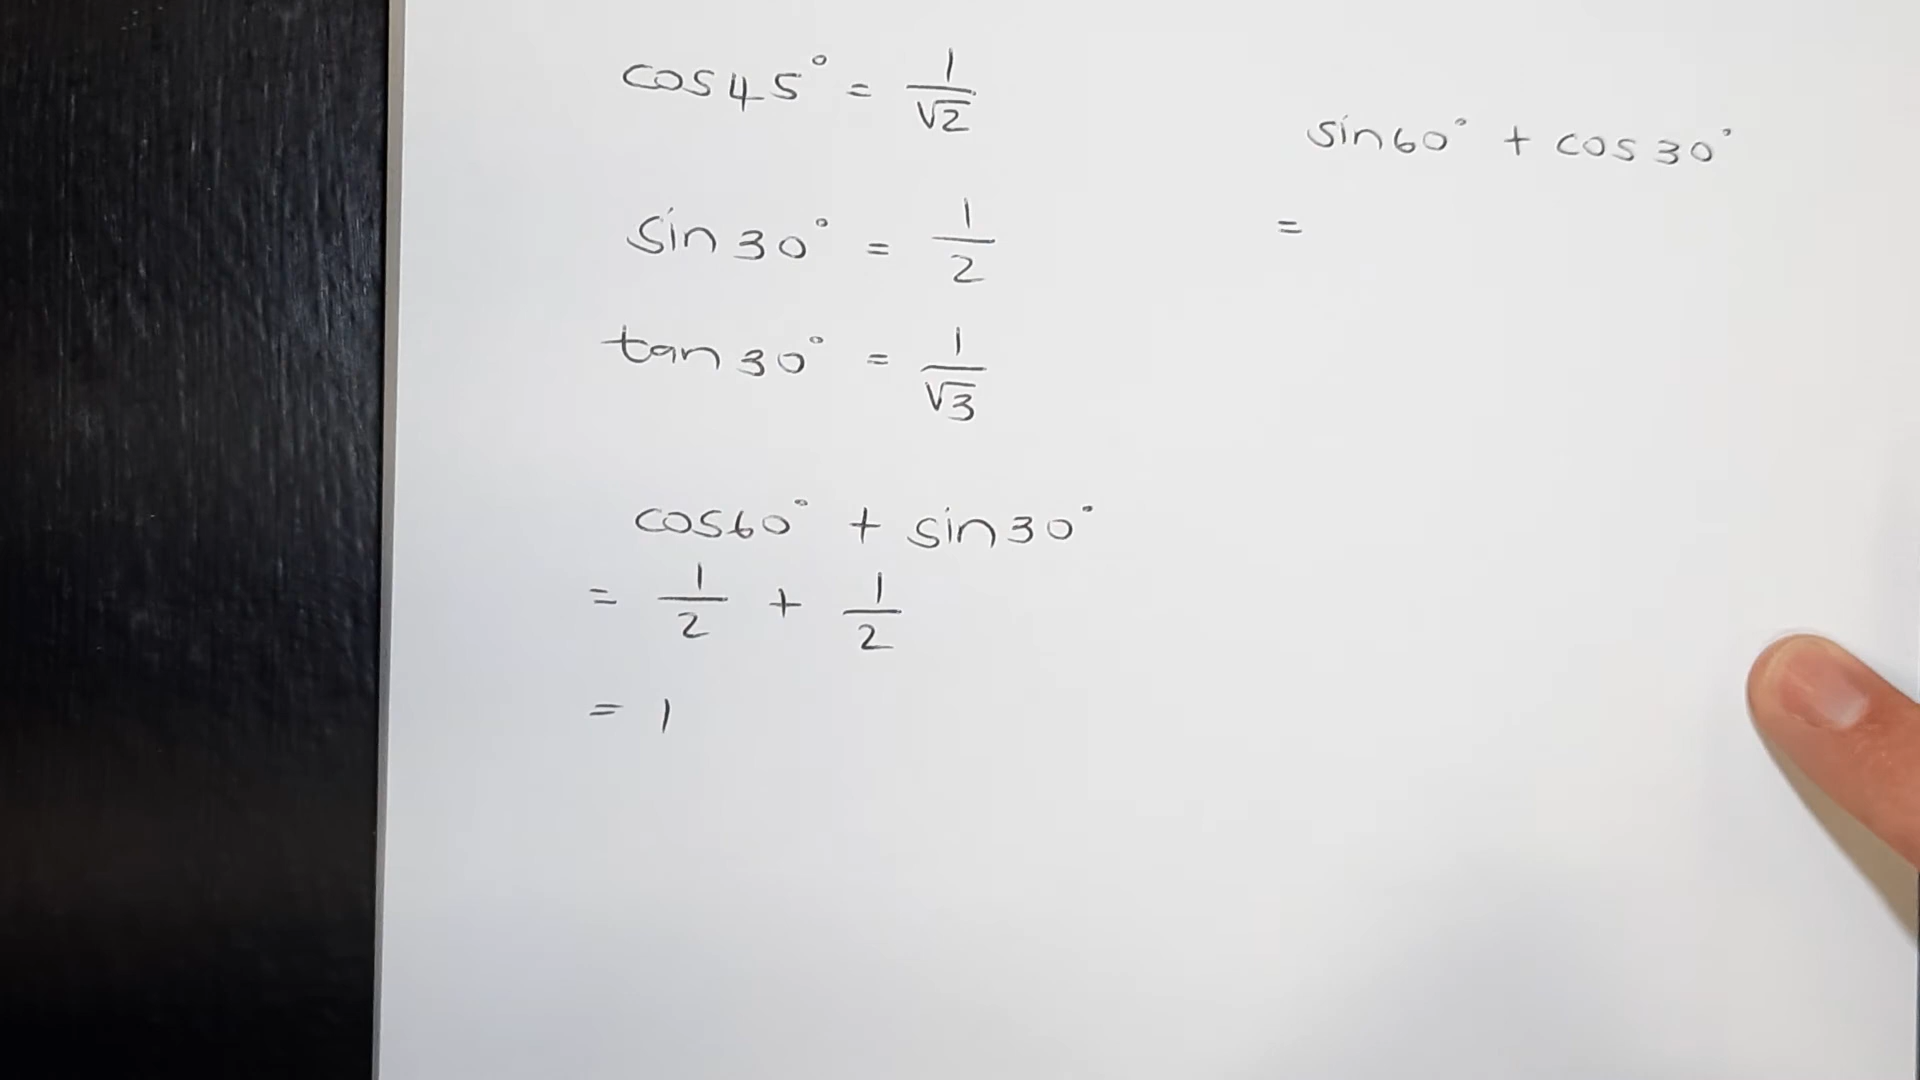 cos45° = 1/√2
sin30° = 1/2
tan30° = 1/√3
cos60° + sin30°
= 1/2 + 1/2
= 1
sin60° + cos30°
=